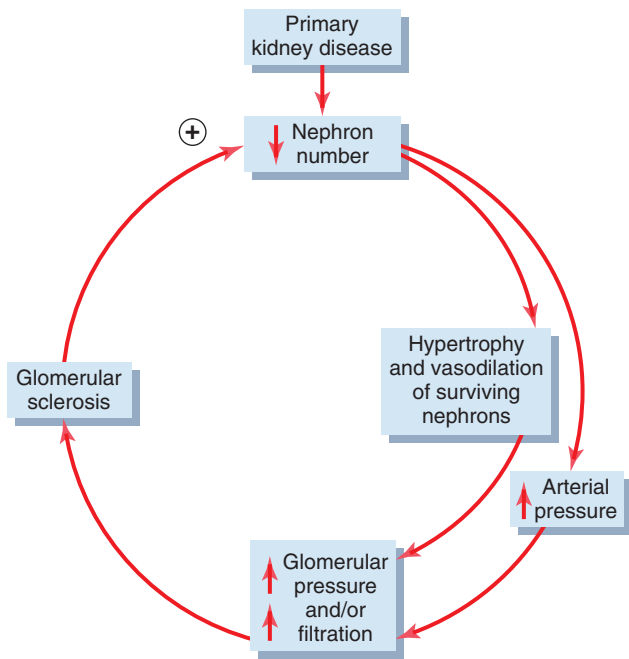 Primary
kidney disease
+
Nephron
number
Hypertrophy
and vasodilation
of surviving
nephrons
Glomerular
sclerosis
Arterial
pressure
Glomerular
pressure
and/or
filtration